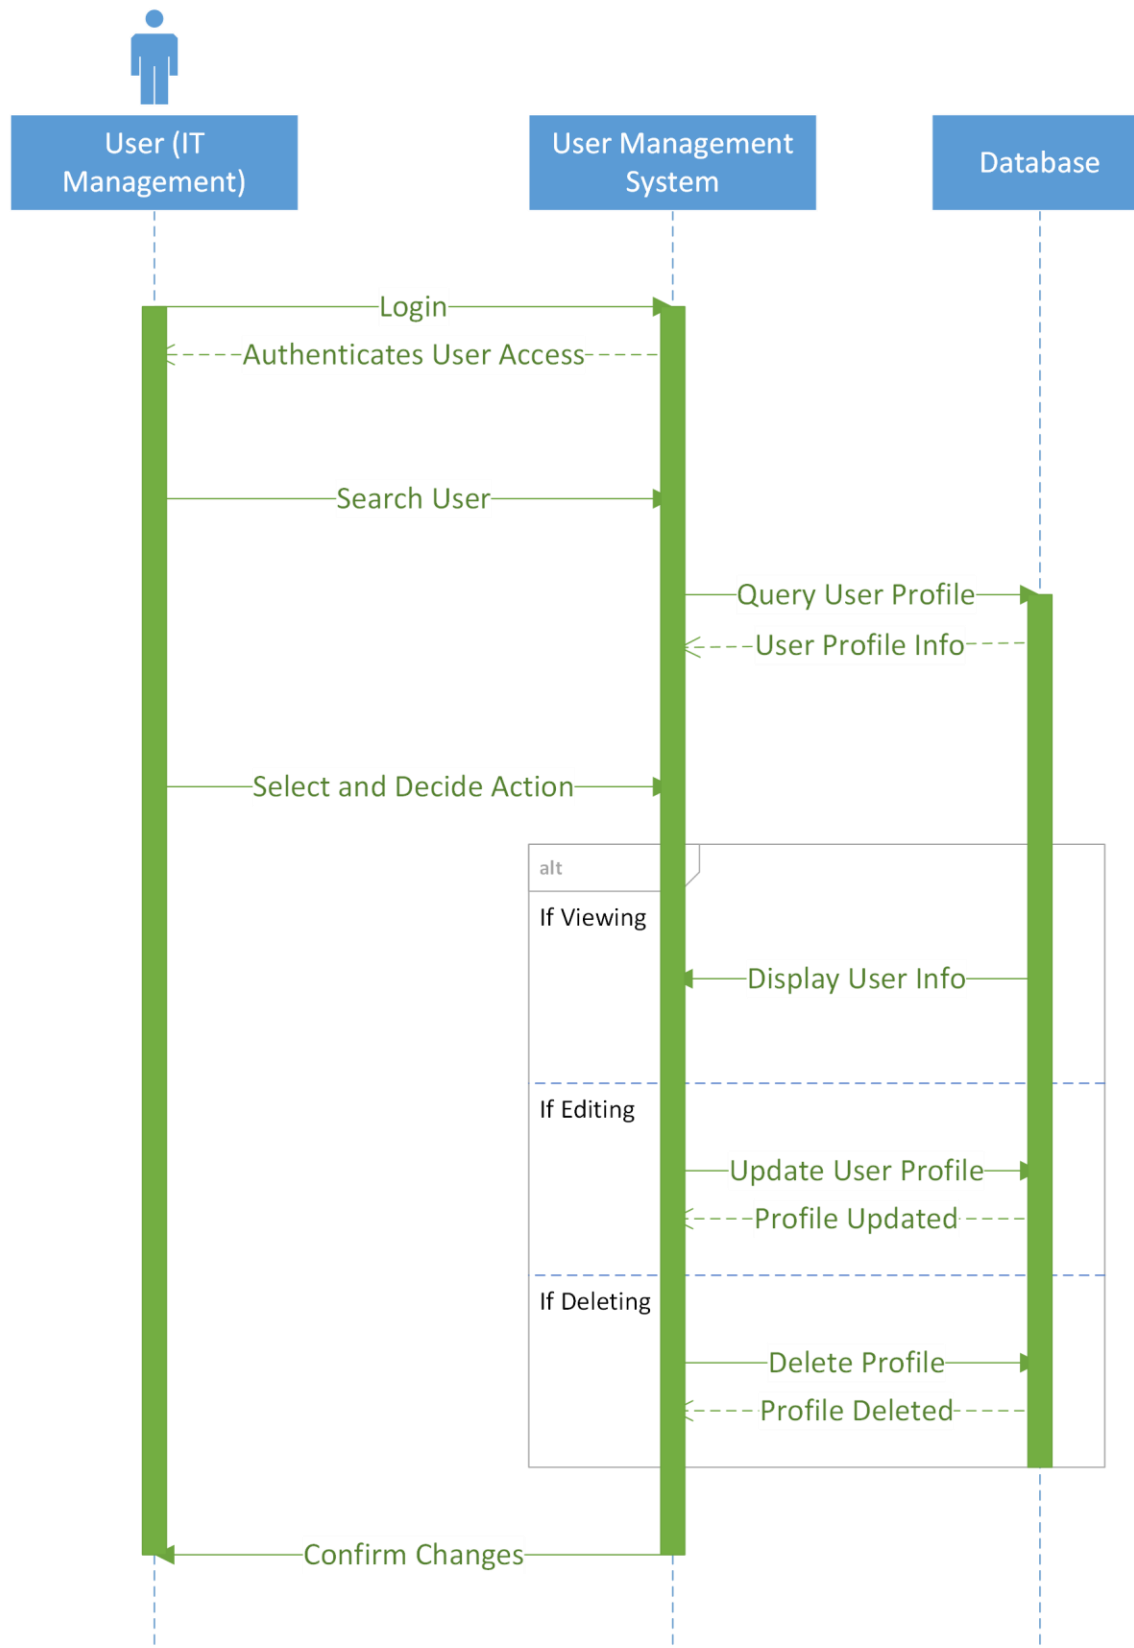 User (IT
Management)
User Management
System
Database
Login
Authenticates User Access
Search User
Query User Profile
User Profile Info
Select and Decide Action
alt
If Viewing
Display User Info
If Editing
Update User Profile
Profile Updated
If Deleting
Delete Profile
Profile Deleted
Confirm Changes